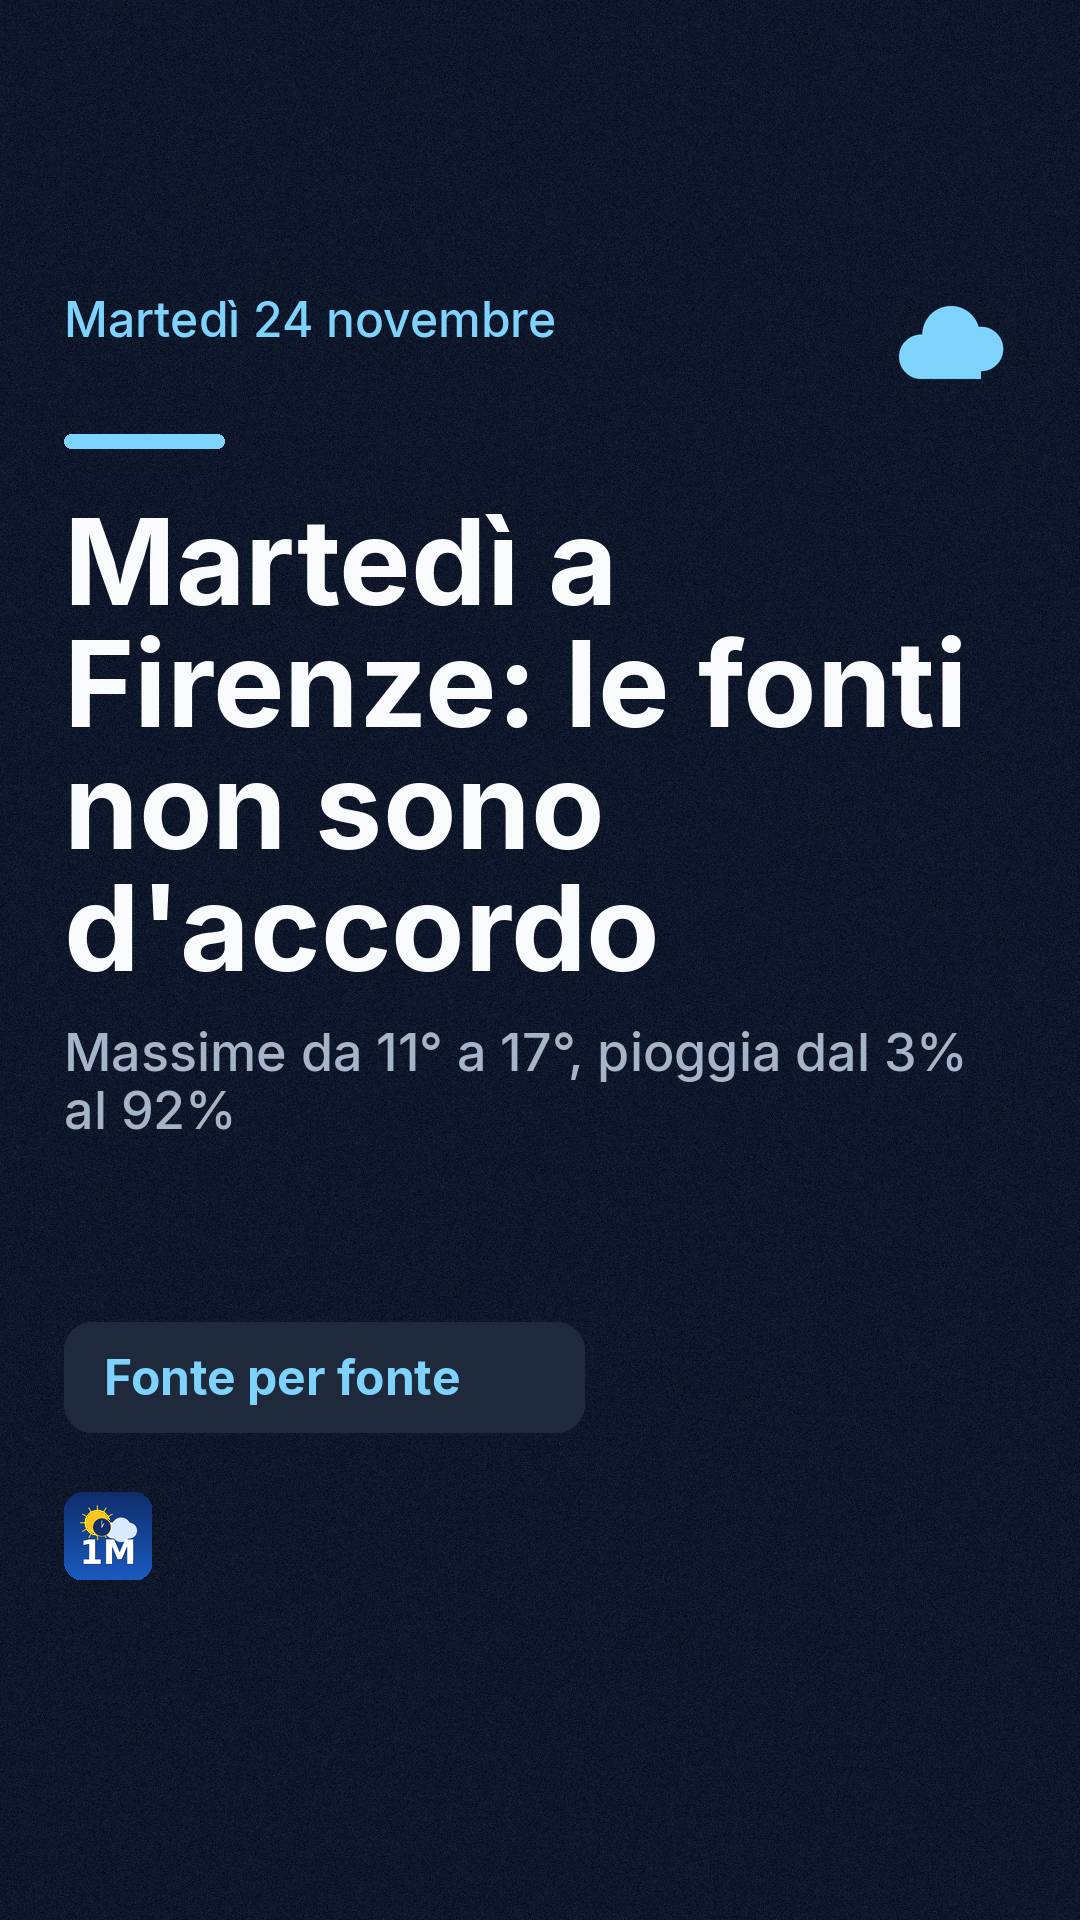 Martedì 24 novembre
Martedì a
Firenze: le fonti
non sono
d'accordo
Massime da 11° a 17°, pioggia dal 3%
al 92%
Fonte per fonte
1M